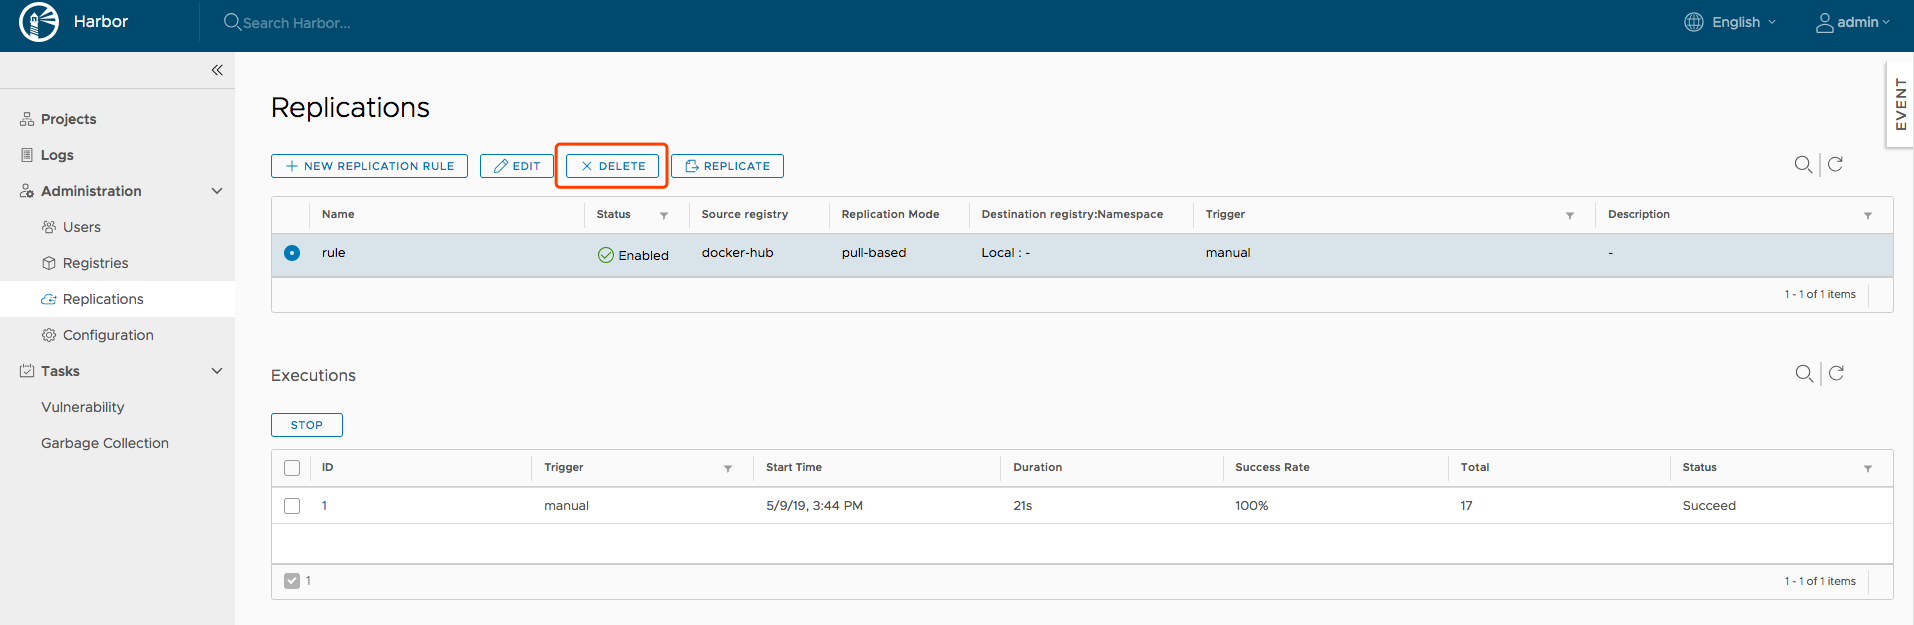 Harbor
Search Harbor...
English
admin
EVENT
Projects
Logs
Administration
Users
Registries
Replications
Configuration
Tasks
Vulnerability
Garbage Collection
Replications
NEW REPLICATION RULE EDIT DELETE REPLICATE
Name Status Source registry Replication Mode Destination registry:Namespace Trigger Description
rule Enabled docker-hub pull-based Local : - manual -
1 - 1 of 1 items
Executions
STOP
ID Trigger Start Time Duration Success Rate Total Status
1 manual 5/9/19, 3:44 PM 21s 100% 17 Succeed
1 1 - 1 of 1 items